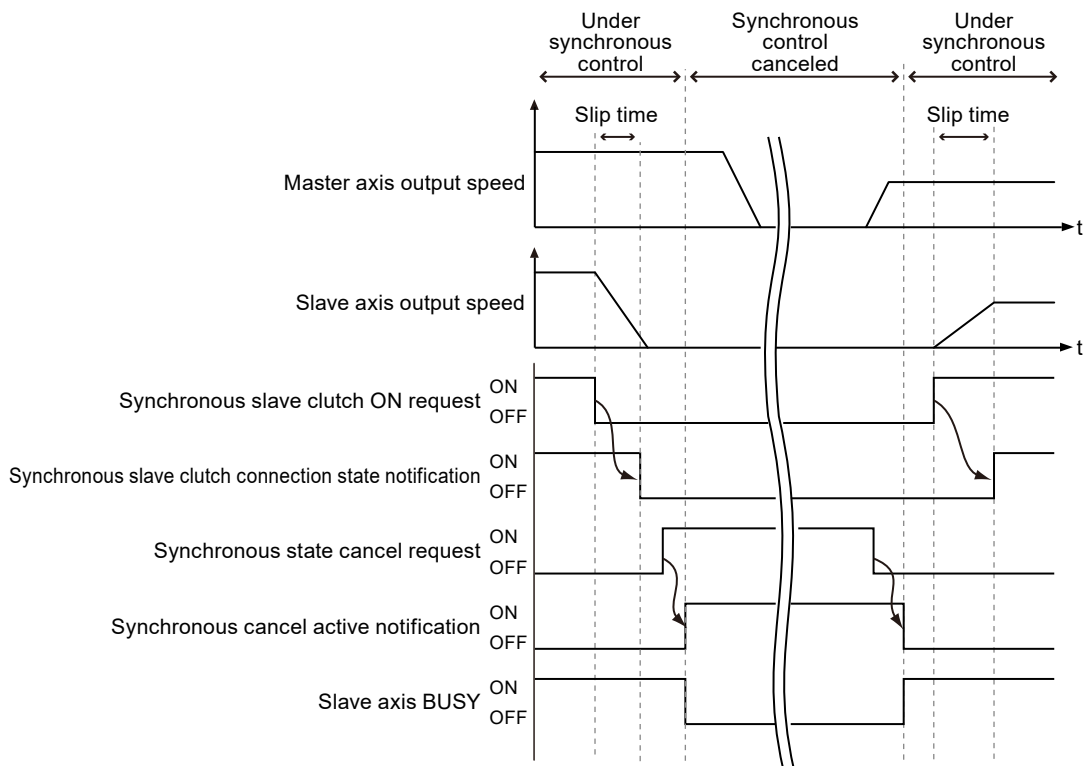 Under
synchronous
control
Synchronous
control
canceled
Under
synchronous
control
Slip time
Slip time
Master axis output speed
t
Slave axis output speed
t
Synchronous slave clutch ON request
ON
OFF
Synchronous slave clutch connection state notification
ON
OFF
Synchronous state cancel request
ON
OFF
Synchronous cancel active notification
ON
OFF
Slave axis BUSY
ON
OFF